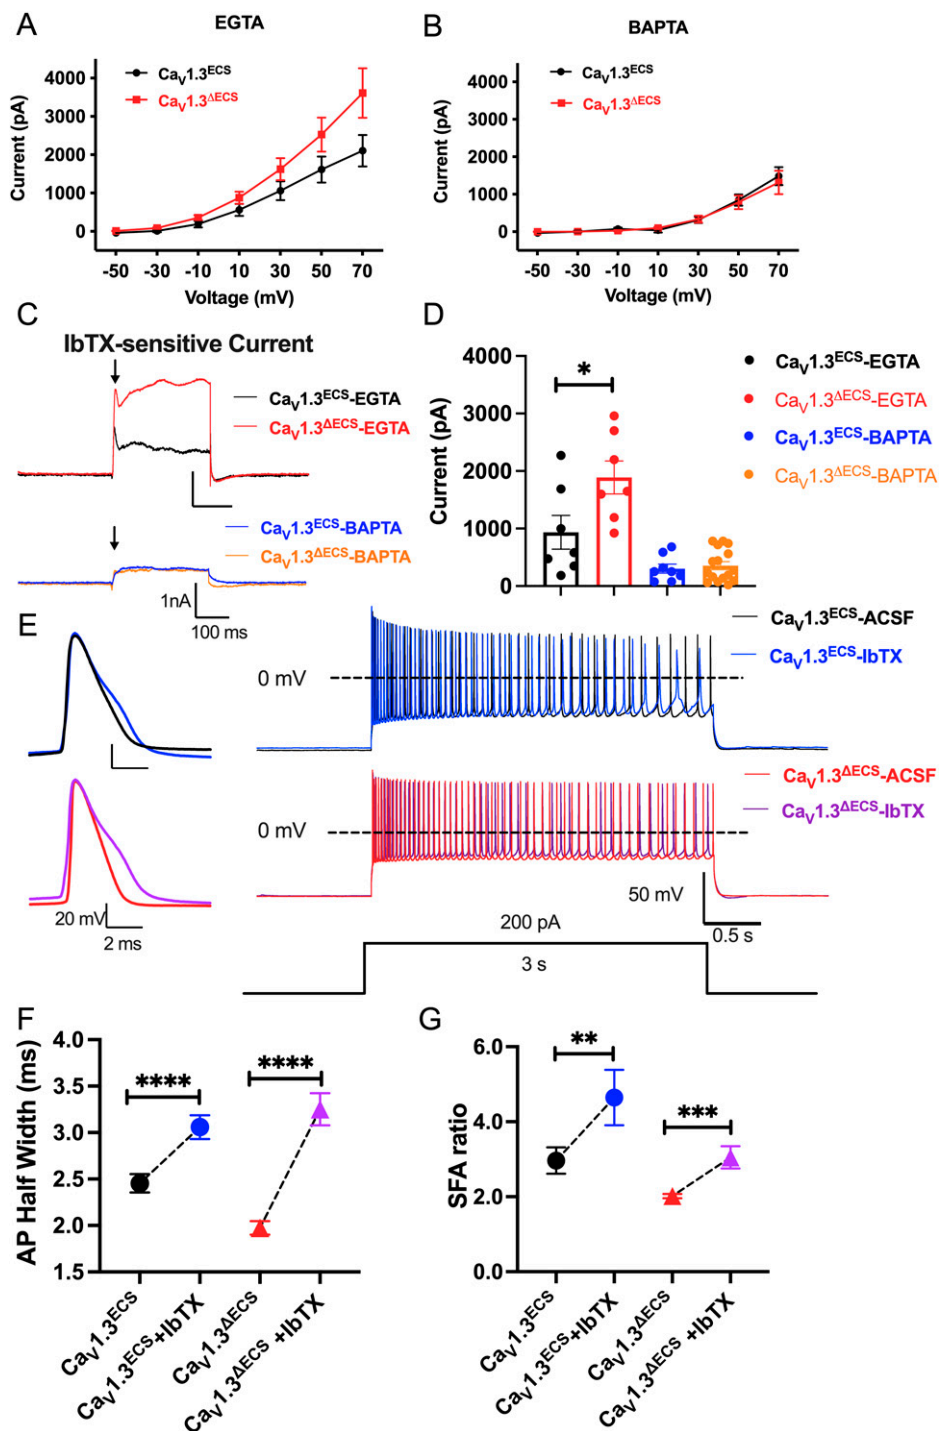 A
EGTA
Current (pA)
4000
3000
2000
1000
0
-50 -30 -10 10 30 50 70
Voltage (mV)
CaV1.3ECS
CaV1.3ΔECS
B
BAPTA
Current (pA)
4000
3000
2000
1000
0
-50 -30 -10 10 30 50 70
Voltage (mV)
CaV1.3ECS
CaV1.3ΔECS
C
IbTX-sensitive Current
CaV1.3ECS-EGTA
CaV1.3ΔECS-EGTA
CaV1.3ECS-BAPTA
CaV1.3ΔECS-BAPTA
1nA
100 ms
D
Current (pA)
4000
3000
2000
1000
0
*
CaV1.3ECS-EGTA
CaV1.3ΔECS-EGTA
CaV1.3ECS-BAPTA
CaV1.3ΔECS-BAPTA
E
0 mV
CaV1.3ECS-ACSF
CaV1.3ECS-IbTX
0 mV
CaV1.3ΔECS-ACSF
CaV1.3ΔECS-IbTX
20 mV
2 ms
50 mV
0.5 s
200 pA
3 s
F
AP Half Width (ms)
4.0
3.5
3.0
2.5
2.0
1.5
****
****
CaV1.3ECS
CaV1.3ECS+IbTX
CaV1.3ΔECS
CaV1.3ΔECS +IbTX
G
SFA ratio
6.0
4.0
2.0
0.0
**
***
CaV1.3ECS
CaV1.3ECS+IbTX
CaV1.3ΔECS
CaV1.3ΔECS +IbTX